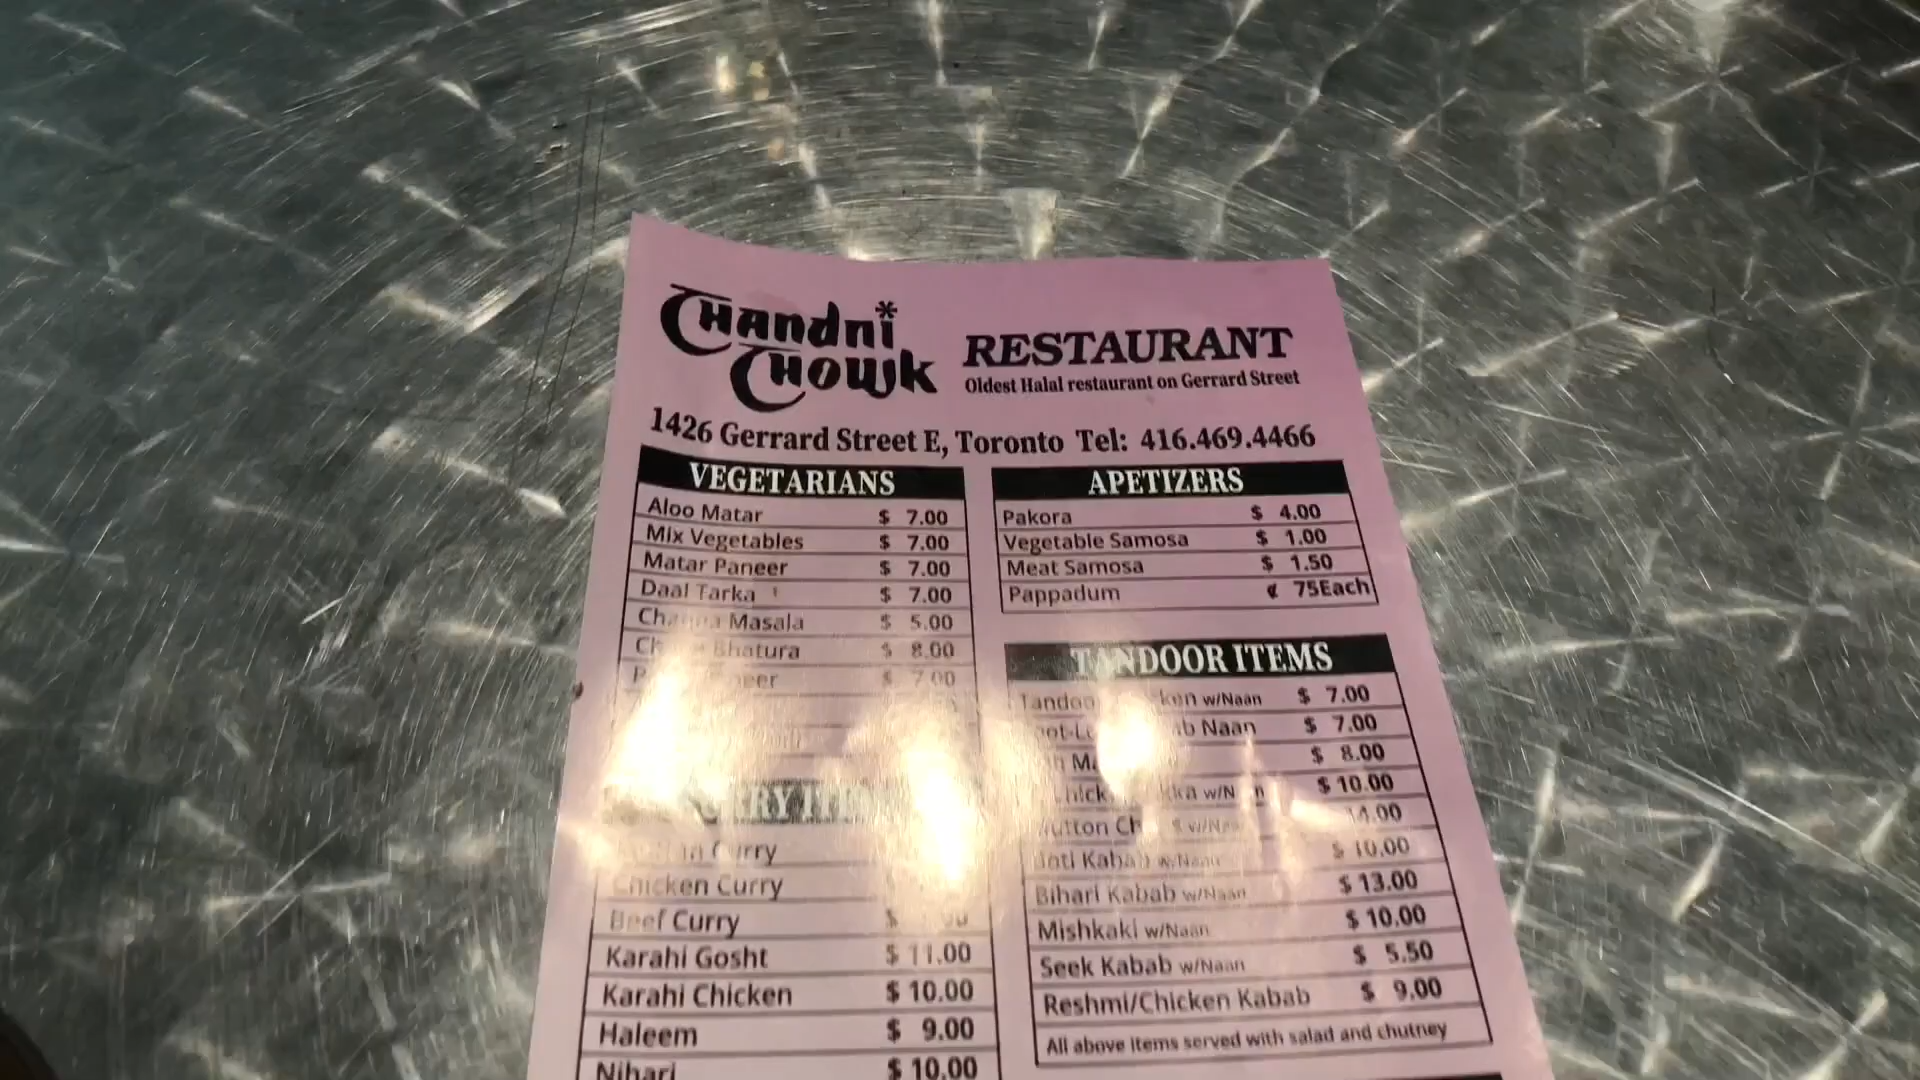 Chandni Chowk RESTAURANT
Oldest Halal restaurant on Gerrard Street
1426 Gerrard Street E, Toronto Tel: 416.469.4466
VEGETARIANS
Aloo Matar $ 7.00
Mix Vegetables $ 7.00
Matar Paneer $ 7.00
Daal Tarka $ 7.00
Masala $ 5.00
Bhatura $ 8.00
$ 7.00
Curry
Chicken Curry
Beef Curry $
Karahi Gosht $ 11.00
Karahi Chicken $ 10.00
Haleem $ 9.00
Nihari $ 10.00
APETIZERS
Pakora $ 4.00
Vegetable Samosa $ 1.00
Meat Samosa $ 1.50
Pappadum ¢ 75Each
TANDOOR ITEMS
w/Naan $ 7.00
Naan $ 7.00
$ 8.00
$ 10.00
14.00
Kabab w/Naan $ 10.00
Bihari Kabab w/Naan $ 13.00
Mishkaki w/Naan $ 10.00
Seek Kabab w/Naan $ 5.50
Reshmi/Chicken Kabab $ 9.00
All above items served with salad and chutney